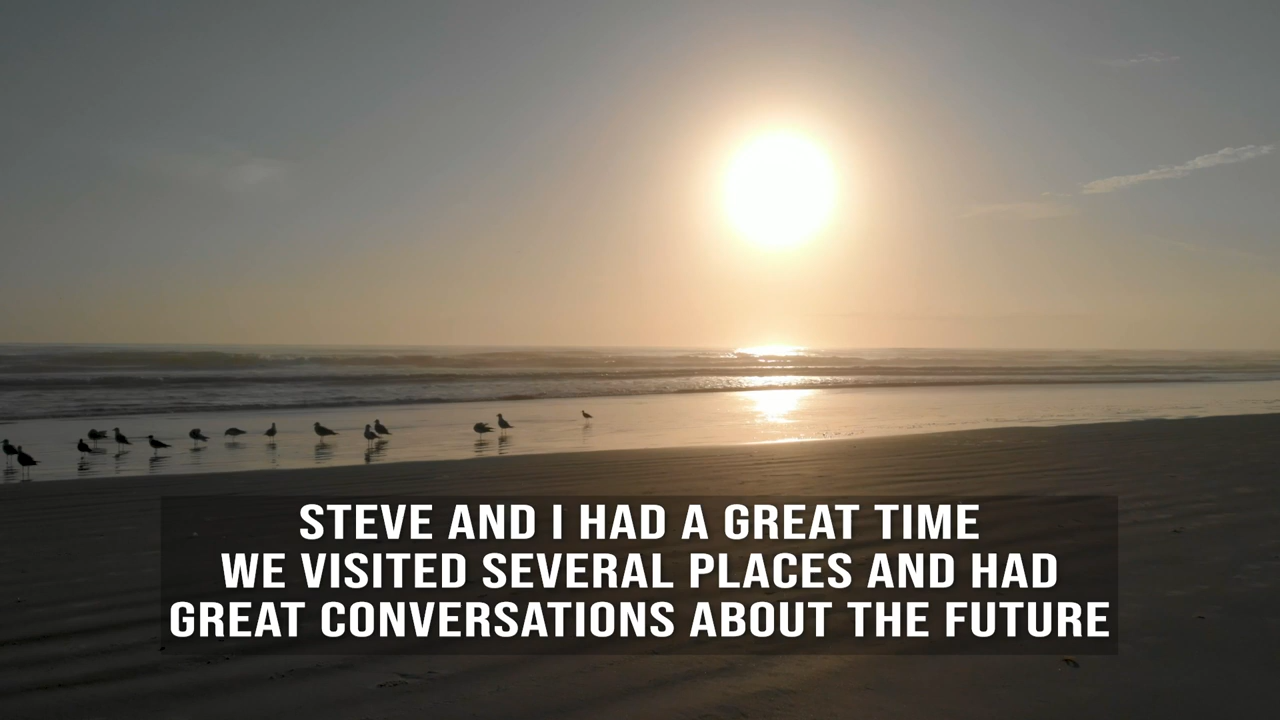 STEVE AND I HAD A GREAT TIME
WE VISITED SEVERAL PLACES AND HAD
GREAT CONVERSATIONS ABOUT THE FUTURE